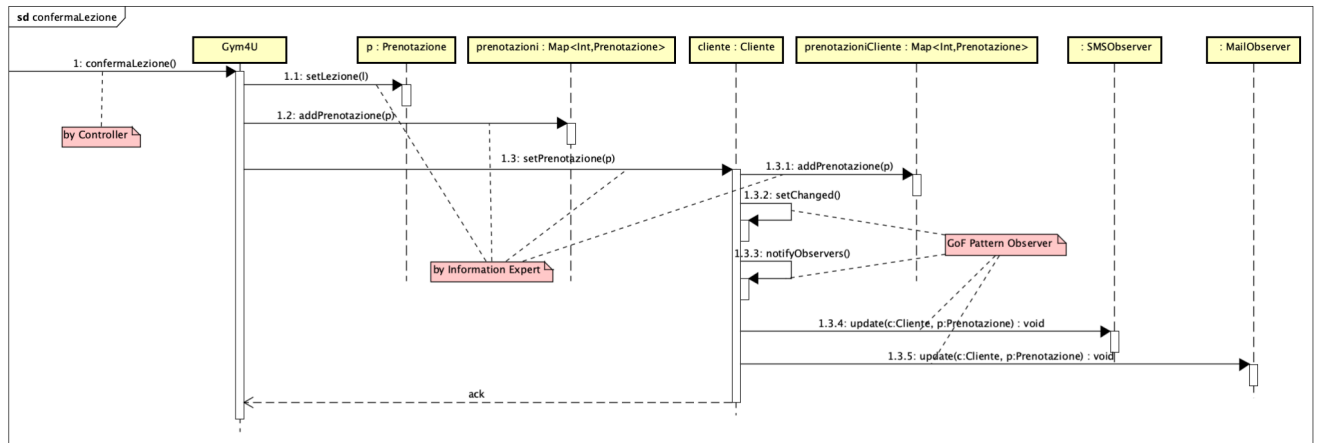 sd confermaLezione
Gym4U
p : Prenotazione
prenotazioni : Map<Int,Prenotazione>
cliente : Cliente
prenotazioniCliente : Map<Int,Prenotazione>
: SMSObserver
: MailObserver
1: confermaLezione()
1.1: setLezione(l)
1.2: addPrenotazione(p)
by Controller
1.3: setPrenotazione(p)
1.3.1: addPrenotazione(p)
1.3.2: setChanged()
GoF Pattern Observer
1.3.3: notifyObservers()
by Information Expert
1.3.4: update(c:Cliente, p:Prenotazione) : void
1.3.5: update(c:Cliente, p:Prenotazione) : void
ack